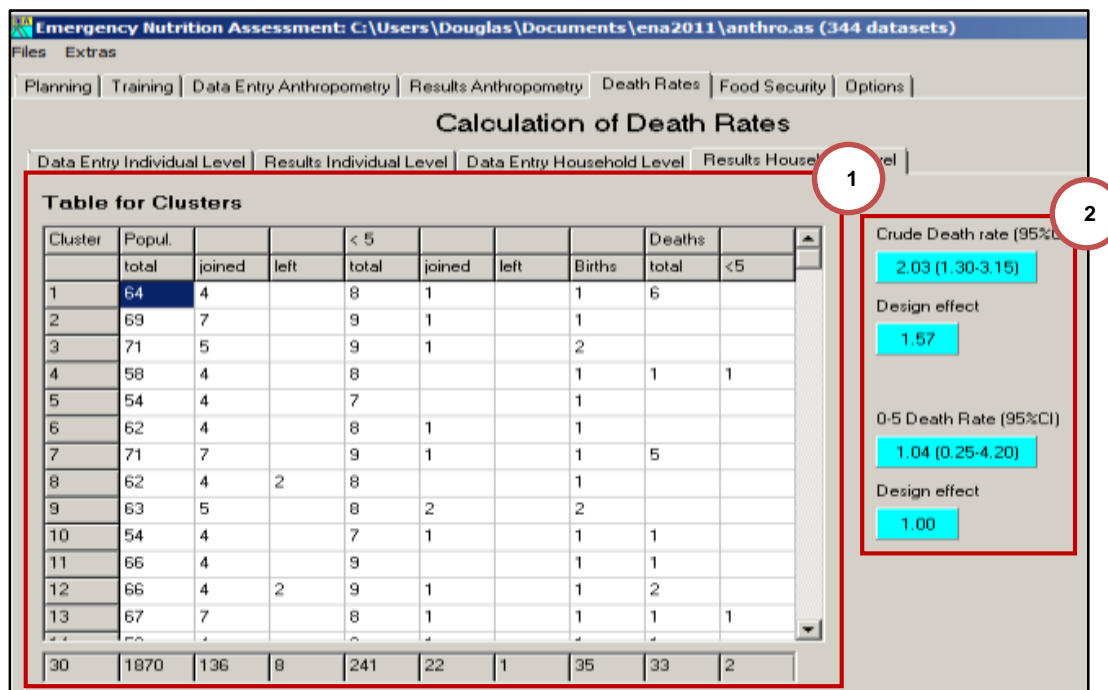 Emergency Nutrition Assessment: C:\Users\Douglas\Documents\ena2011\anthro.as (344 datasets)
Files Extras
Planning Training Data Entry Anthropometry Results Anthropometry Death Rates Food Security Options
Calculation of Death Rates
Data Entry Individual Level Results Individual Level Data Entry Household Level Results
1
2
Table for Clusters
Cluster Popul. < 5 Deaths
total joined left total joined left Births total <5
1 64 4 8 1 1 6
2 69 7 9 1 1
3 71 5 9 1 2
4 58 4 8 1 1 1
5 54 4 7 1
6 62 4 8 1 1
7 71 7 9 1 1 5
8 62 4 2 8 1
9 63 5 8 2 2
10 54 4 7 1 1 1
11 66 4 9 1 1
12 66 4 2 9 1 1 2
13 67 7 8 1 1 1 1
30 1870 136 8 241 22 1 35 33 2
Crude Death rate
2.03 (1.30-3.15)
Design effect
1.57
0-5 Death Rate (95%CI)
1.04 (0.25-4.20)
Design effect
1.00